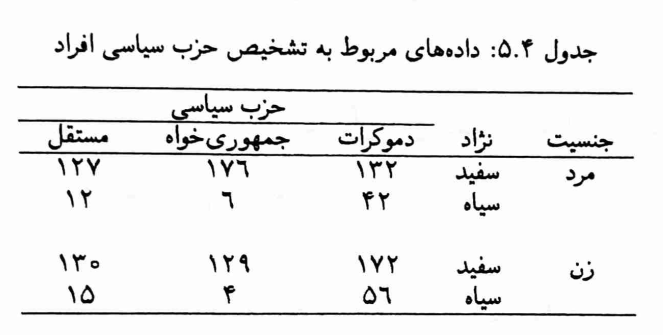 جدول ۵.۴: داده‌های مربوط به تشخیص حزب سیاسی افراد
حزب سیاسی
جنسیت نژاد دموکرات جمهوری‌خواه مستقل
مرد سفید ۱۳۲ ۱۷۶ ۱۲۷
سیاه ۴۲ ۶ ۱۲
زن سفید ۱۷۲ ۱۲۹ ۱۳۰
سیاه ۵۶ ۴ ۱۵